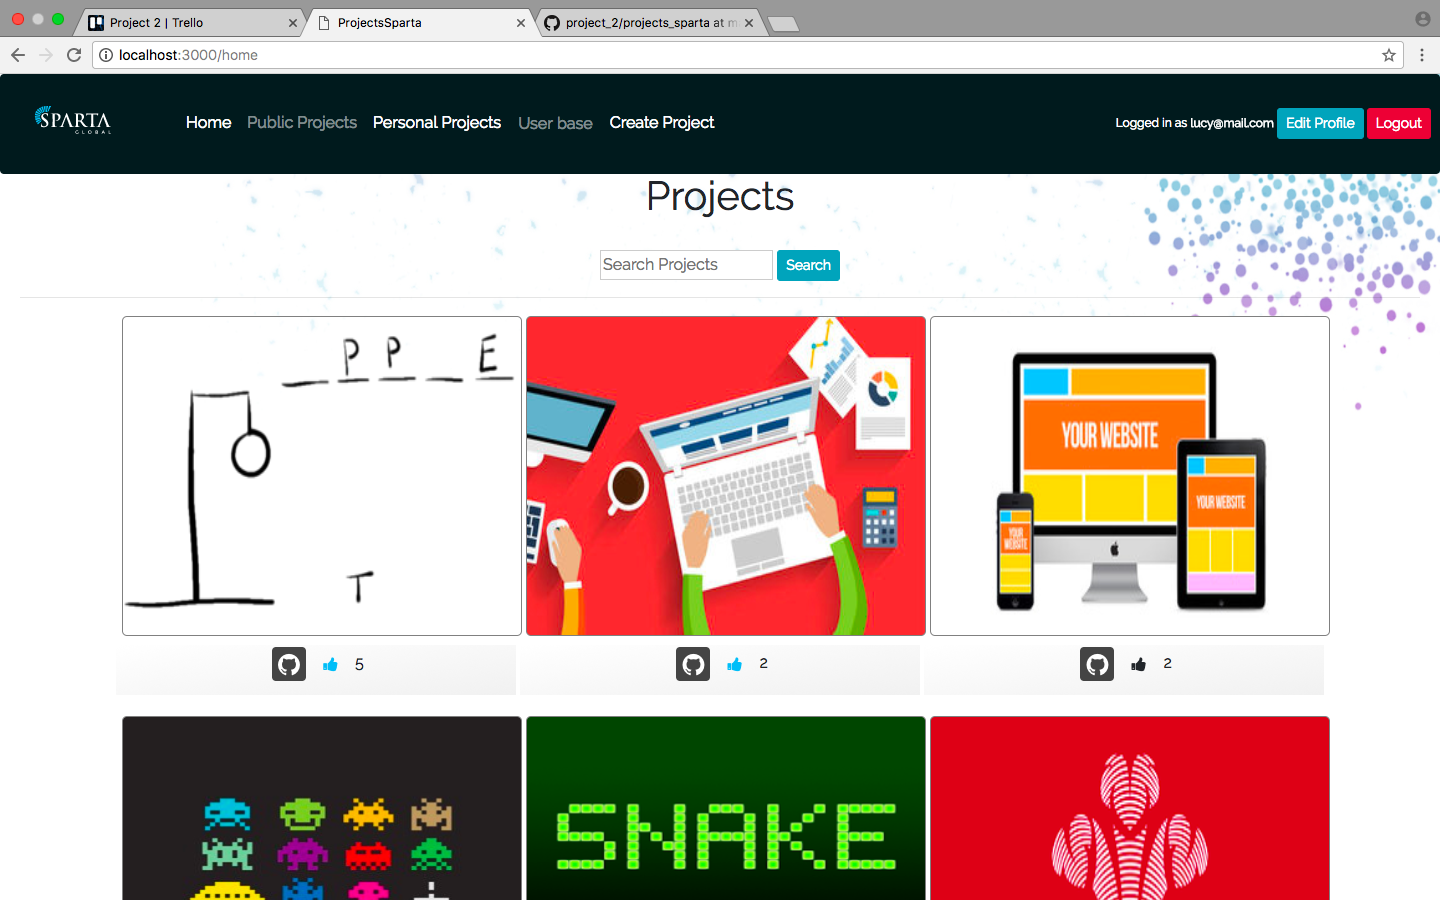 Project 2 | Trello
ProjectsSparta
project_2/projects_sparta at m
localhost:3000/home
SPARTA
GLOBAL
Home Public Projects Personal Projects User base Create Project
Logged in as lucy@mail.com Edit Profile Logout
Projects
Search Projects Search
P P E
T
YOUR WEBSITE
YOUR WEBSITE
YOUR
WEBSITE
5
2
2
SNAKE